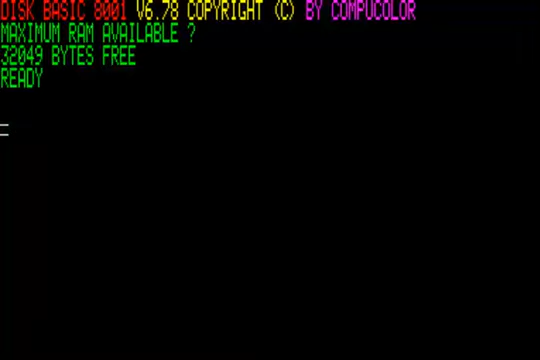 DISK BASIC 8001 V6.78 COPYRIGHT (C) BY COMPUCOLOR
MAXIMUM RAM AVAILABLE ?
32049 BYTES FREE
READY